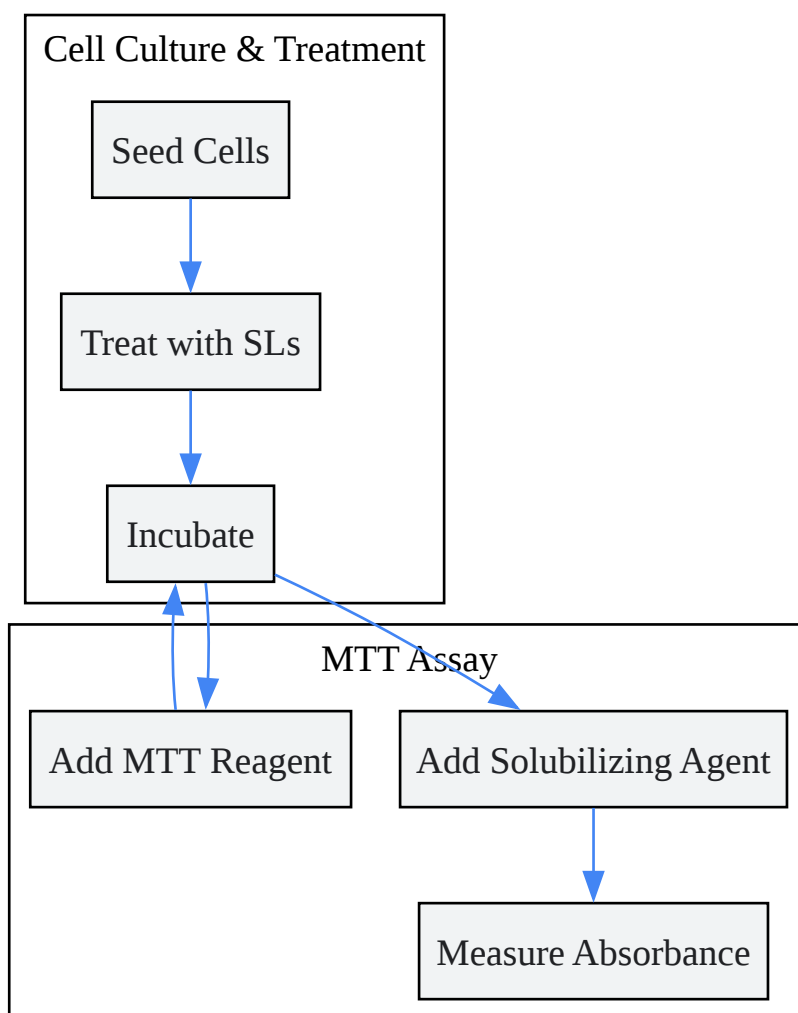 Cell Culture & Treatment
Seed Cells
Treat with SLs
Incubate
MTT Assay
Add MTT Reagent
Add Solubilizing Agent
Measure Absorbance